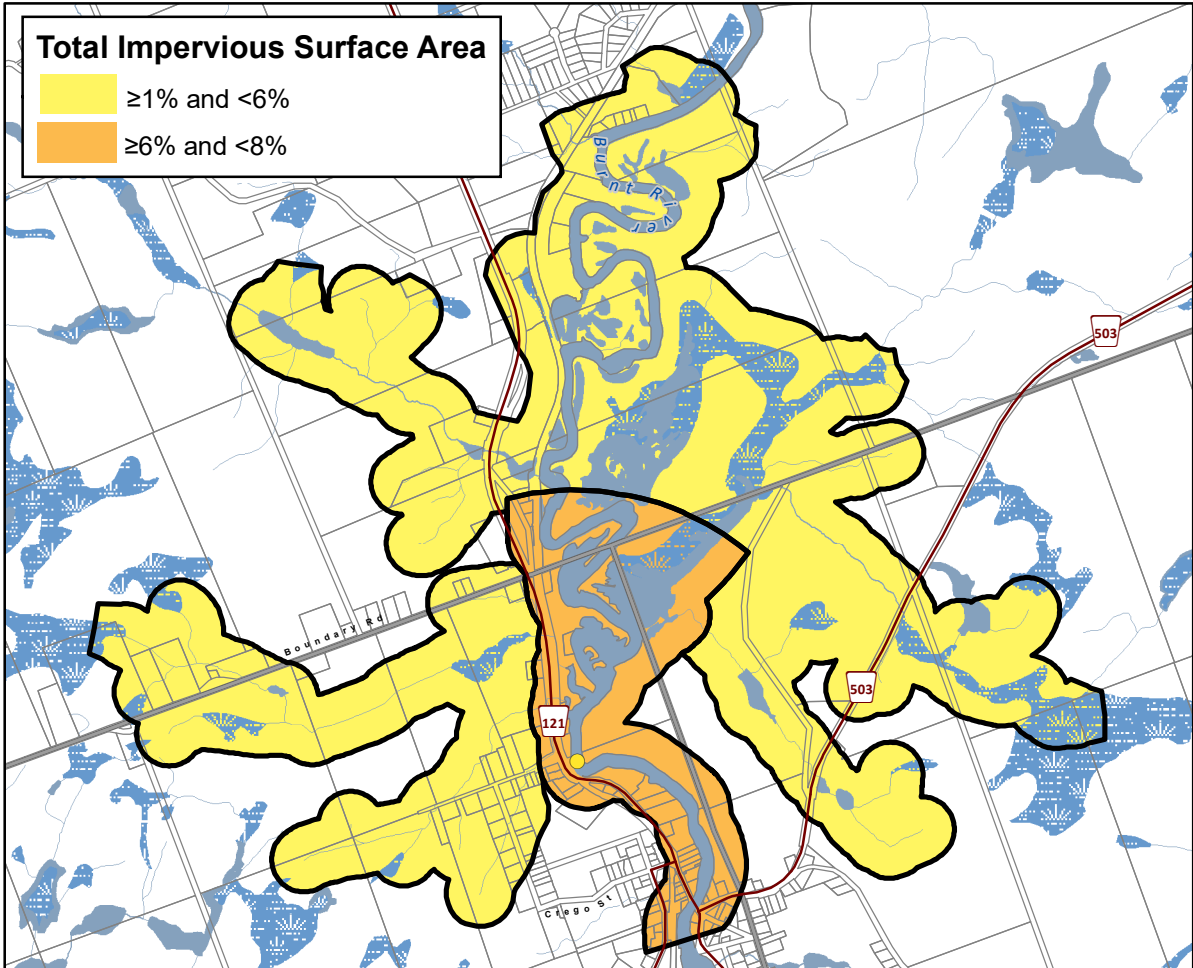 Total Impervious Surface Area
≥1% and <6%
≥6% and <8%
Burnt River
503
Boundary Rd
503
121
Crego St